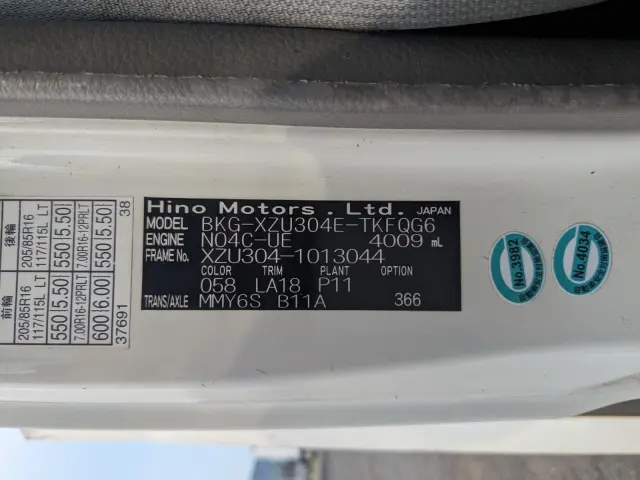 Hino Motors . Ltd. JAPAN
MODEL BKG-XZU304E-TKFQG6
ENGINE N04C-UE 4009 mL
FRAME No. XZU304-1013044
COLOR TRIM PLANT OPTION
058 LA18 P11
TRANS/AXLE MMY6S B11A 366
前輪 後輪
205/85R16 205/85R16
117/115L LT 117/115L LT
550 [5.50] 550 [5.50]
7.00R16-12PRLT 7.00R16-12PRLT
600 [6.00] 550 [5.50]
37691 38
No.3982
No.4034